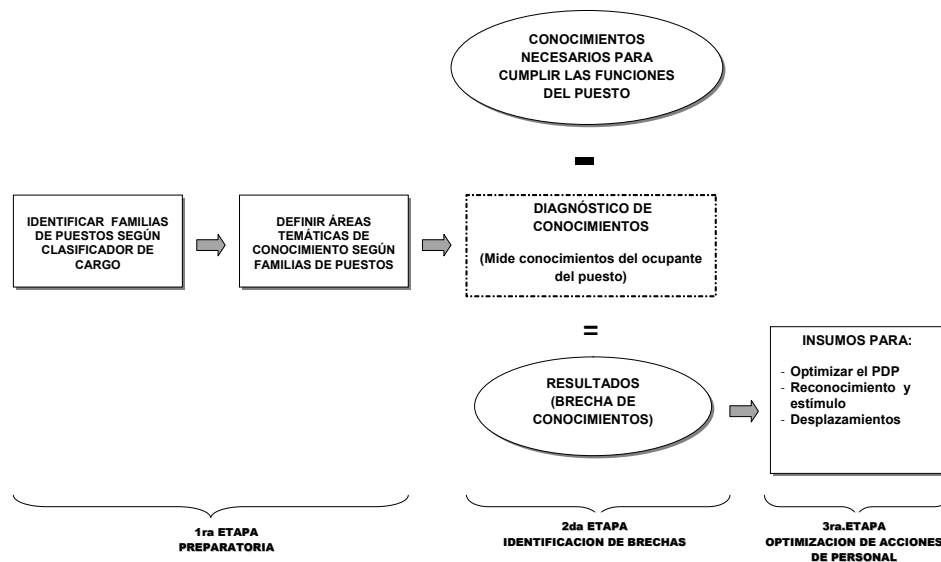 CONOCIMIENTOS
NECESARIOS PARA
CUMPLIR LAS FUNCIONES
DEL PUESTO
-
IDENTIFICAR FAMILIAS
DE PUESTOS SEGÚN
CLASIFICADOR DE
CARGO
DEFINIR ÁREAS
TEMÁTICAS DE
CONOCIMIENTO SEGÚN
FAMILIAS DE PUESTOS
DIAGNÓSTICO DE
CONOCIMIENTOS
(Mide conocimientos del ocupante
del puesto)
=
RESULTADOS
(BRECHA DE
CONOCIMIENTOS)
INSUMOS PARA:
- Optimizar el PDP
- Reconocimiento y
estímulo
- Desplazamientos
1ra ETAPA
PREPARATORIA
2da ETAPA
IDENTIFICACION DE BRECHAS
3ra.ETAPA
OPTIMIZACION DE ACCIONES
DE PERSONAL